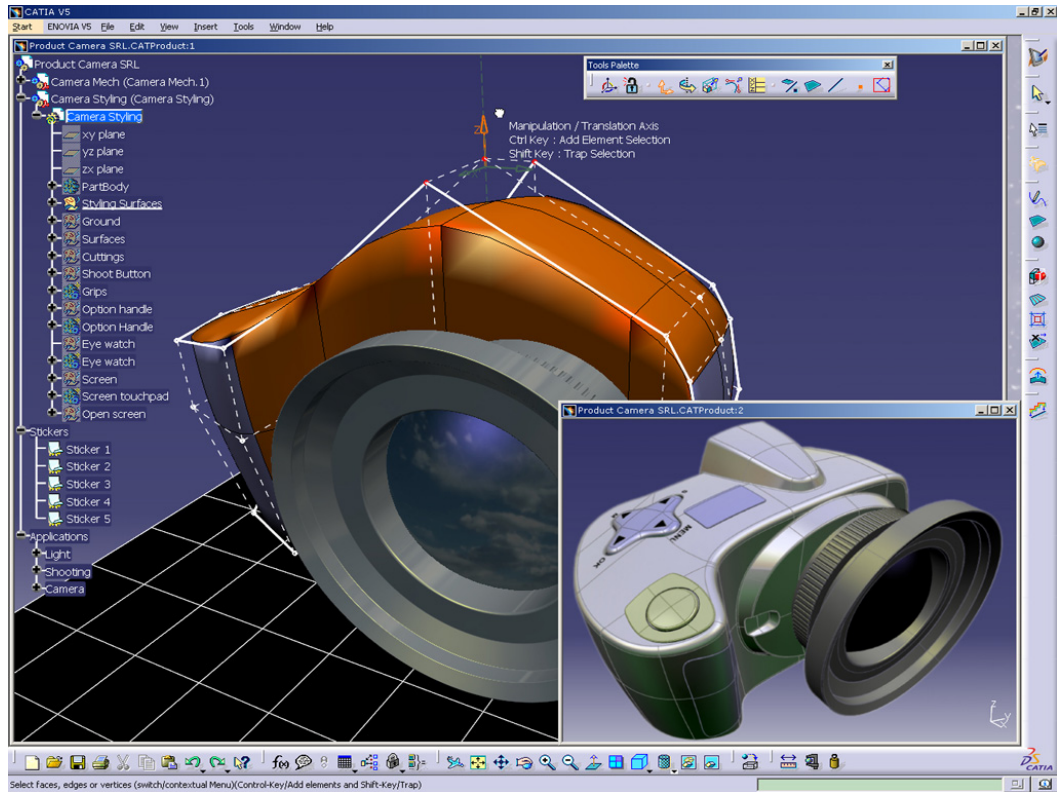 CATIA V5
Start ENOVIA V5 File Edit View Insert Tools Window Help
Product Camera SRL.CATProduct:1
Product Camera SRL
Camera Mech (Camera Mech.1)
Camera Styling (Camera Styling)
Camera Styling
xy plane
yz plane
zx plane
PartBody
Styling Surfaces
Ground
Surfaces
Cuttings
Shoot Button
Grips
Option handle
Option Handle
Eye watch
Eye watch
Screen
Screen touchpad
Open screen
Stickers
Sticker 1
Sticker 2
Sticker 3
Sticker 4
Sticker 5
Applications
Light
Shooting
Camera
Tools Palette
Z
Manipulation / Translation Axis
Ctrl Key : Add Element Selection
Shift Key : Trap Selection
Product Camera SRL.CATProduct:2
MENU
OK
z
y
f(x)
CATIA
Select faces, edges or vertices (switch/contextual Menu)(Control-Key/Add elements and Shift-Key/Trap)